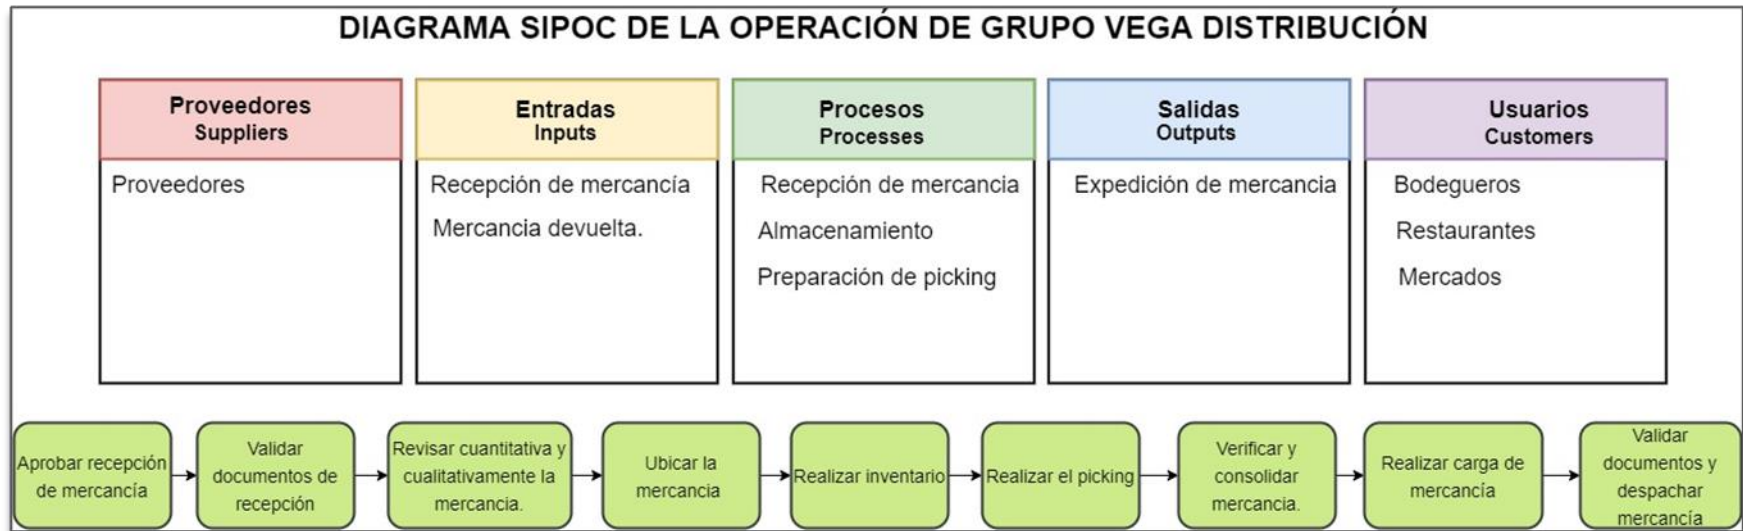 DIAGRAMA SIPOC DE LA OPERACIÓN DE GRUPO VEGA DISTRIBUCIÓN
Proveedores
Suppliers
Proveedores
Entradas
Inputs
Recepción de mercancía
Mercancia devuelta.
Procesos
Processes
Recepción de mercancia
Almacenamiento
Preparación de picking
Salidas
Outputs
Expedición de mercancia
Usuarios
Customers
Bodegueros
Restaurantes
Mercados
Aprobar recepción
de mercancía
Validar
documentos de
recepción
Revisar cuantitativa y
cualitativamente la
mercancia.
Ubicar la
mercancia
Realizar inventario
Realizar el picking
Verificar y
consolidar
mercancia.
Realizar carga de
mercancía
Validar
documentos y
despachar
mercancía